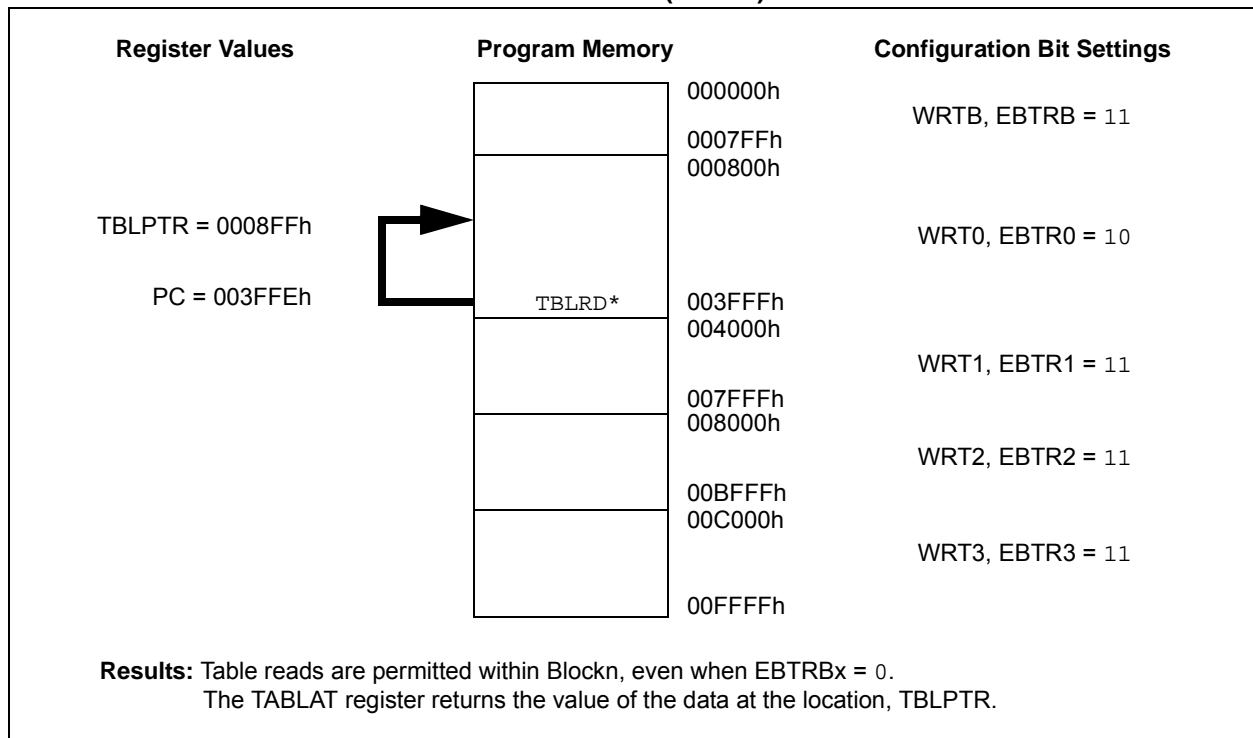 Register Values Program Memory Configuration Bit Settings
000000h
WRTB, EBTRB = 11
0007FFh
000800h
TBLPTR = 0008FFh
WRT0, EBTR0 = 10
PC = 003FFEh
TBLRD* 003FFFh
004000h
WRT1, EBTR1 = 11
007FFFh
008000h
WRT2, EBTR2 = 11
00BFFFh
00C000h
WRT3, EBTR3 = 11
00FFFFh
Results: Table reads are permitted within Blockn, even when EBTRBx = 0.
The TABLAT register returns the value of the data at the location, TBLPTR.